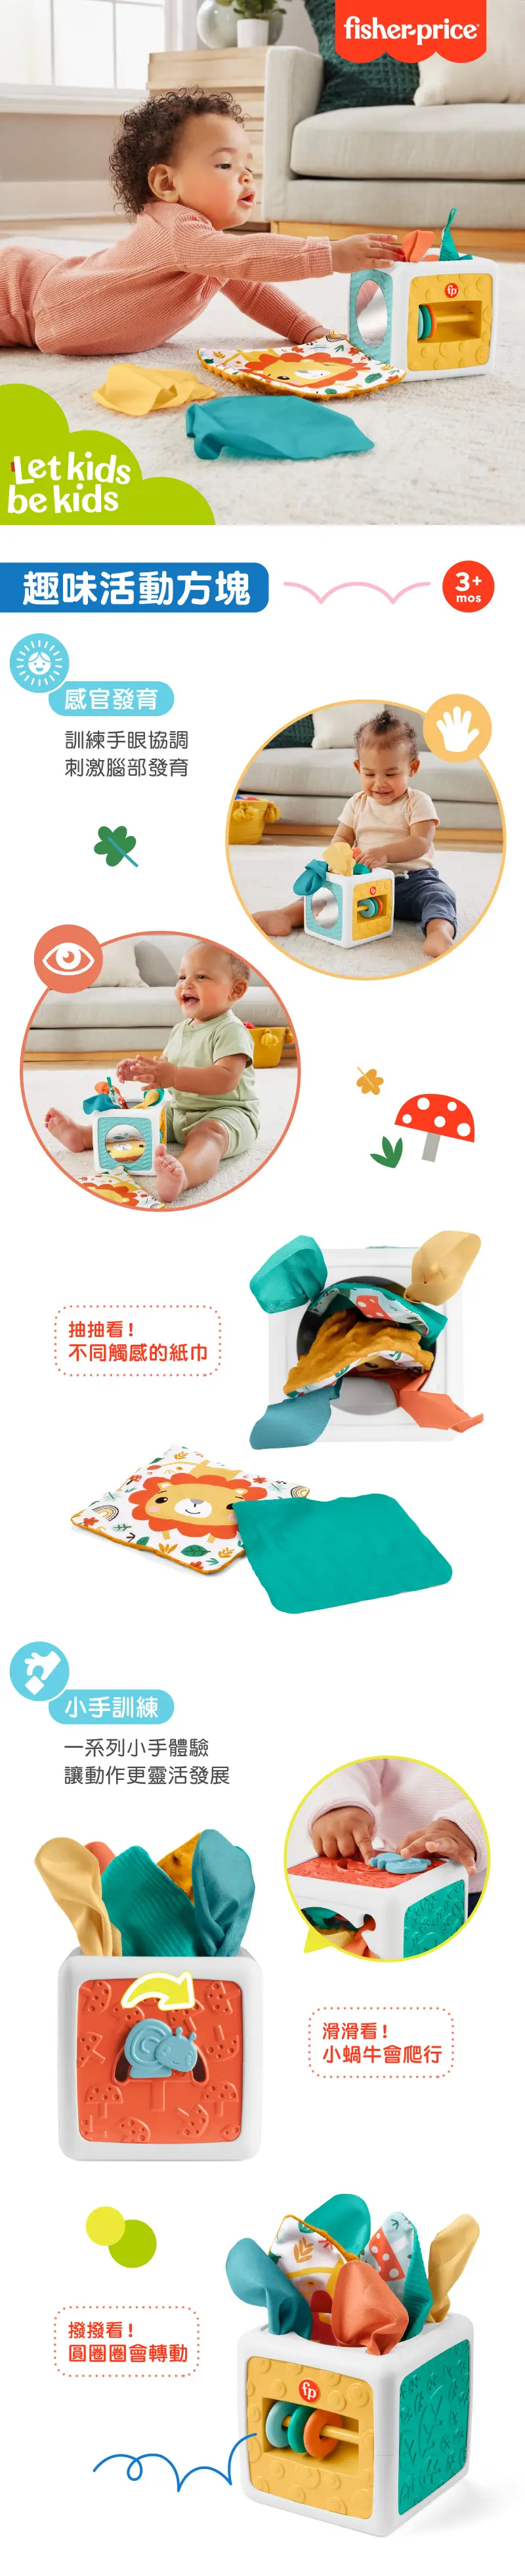 fisher-price
Let kids
be kids
趣味活動方塊
3+
mos
感官發育
訓練手眼協調
刺激腦部發育
抽抽看！
不同觸感的紙巾
小手訓練
一系列小手體驗
讓動作更靈活發展
滑滑看！
小蝸牛會爬行
撥撥看！
圓圈圈會轉動
fp